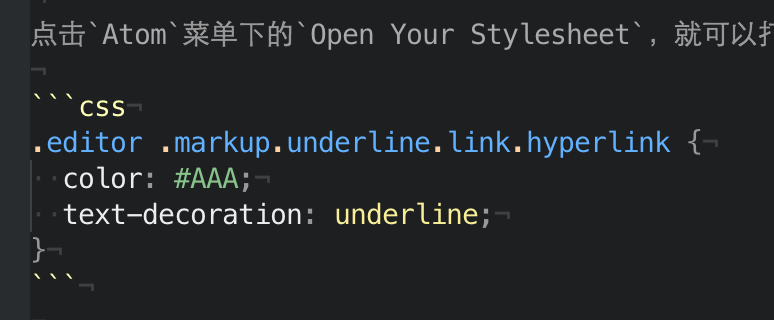 点击`Atom`菜单下的`Open Your Stylesheet`，就可以
```css
.editor .markup.underline.link.hyperlink {
  color: #AAA;
  text-decoration: underline;
}
```